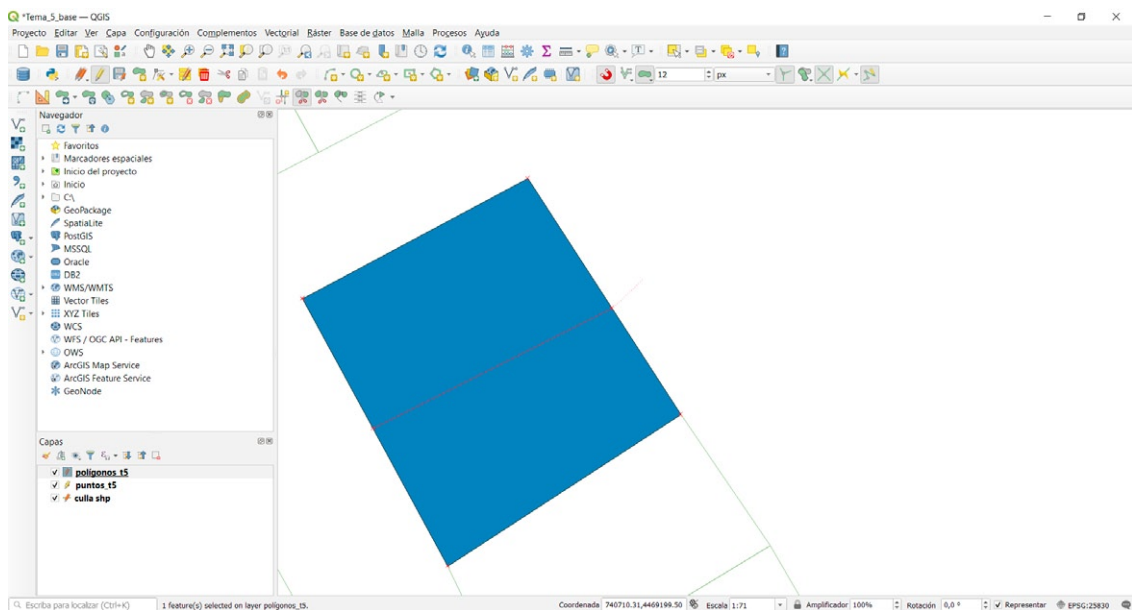 *Tema_5_base — QGIS
Proyecto Editar Ver Capa Configuración Complementos Vectorial Ráster Base de datos Malla Procesos Ayuda
12 px
Navegador
Favoritos
Marcadores espaciales
Inicio del proyecto
Inicio
C:\
GeoPackage
SpatiaLite
PostGIS
MSSQL
Oracle
DB2
WMS/WMTS
Vector Tiles
XYZ Tiles
WCS
WFS / OGC API - Features
OWS
ArcGIS Map Service
ArcGIS Feature Service
GeoNode
Capas
polígonos_t5
puntos_t5
culla shp
Escriba para localizar (Ctrl+K) 1 feature(s) selected on layer polígonos_t5. Coordenada 740710.31,4469199.50 Escala 1:71 Amplificador 100% Rotación 0,0 ° Representar EPSG:25830